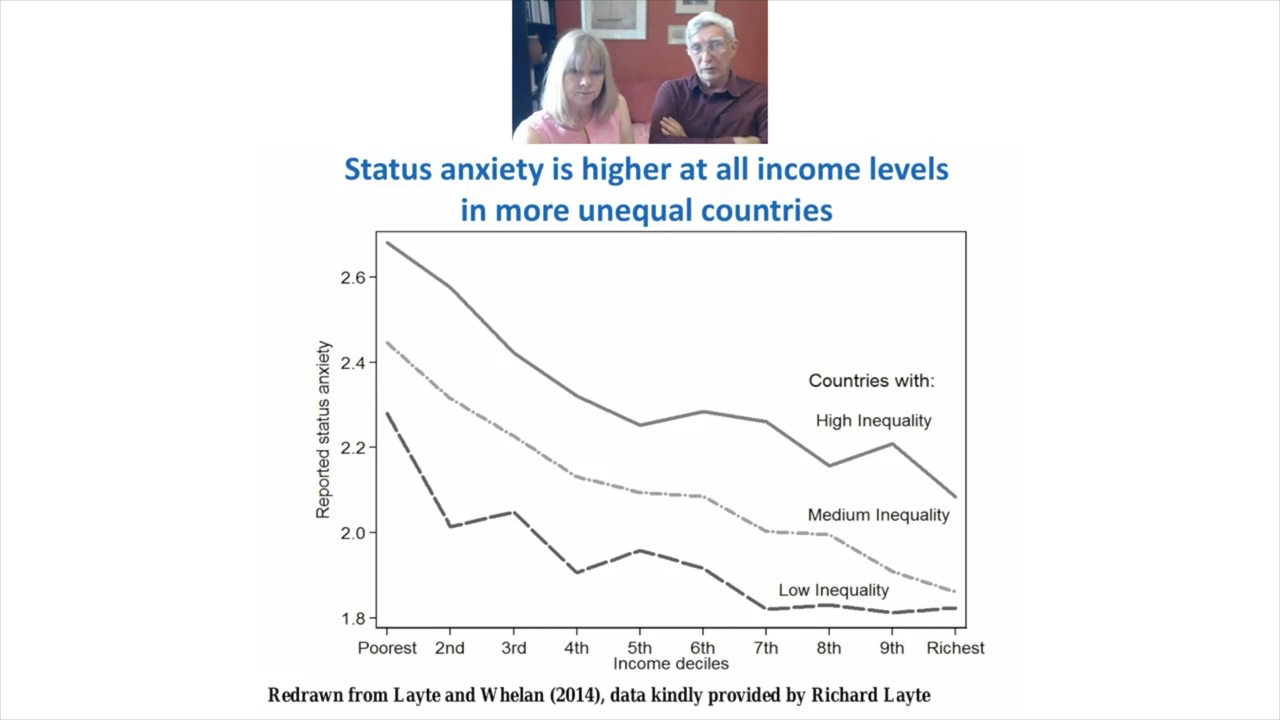 Status anxiety is higher at all income levels
in more unequal countries
2.6
2.4
2.2
2.0
1.8
Reported status anxiety
Countries with:
High Inequality
Medium Inequality
Low Inequality
Poorest 2nd 3rd 4th 5th 6th 7th 8th 9th Richest
Income deciles
Redrawn from Layte and Whelan (2014), data kindly provided by Richard Layte